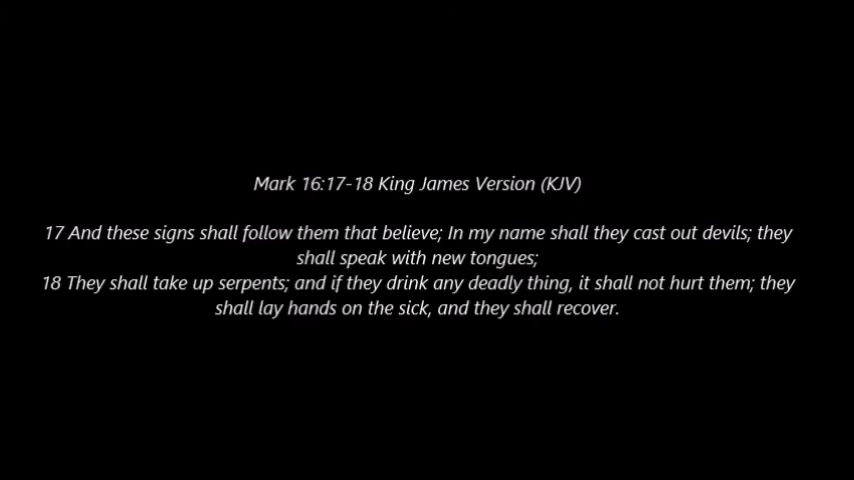 Mark 16:17-18 King James Version (KJV)
17 And these signs shall follow them that believe; In my name shall they cast out devils; they
shall speak with new tongues;
18 They shall take up serpents; and if they drink any deadly thing, it shall not hurt them; they
shall lay hands on the sick, and they shall recover.